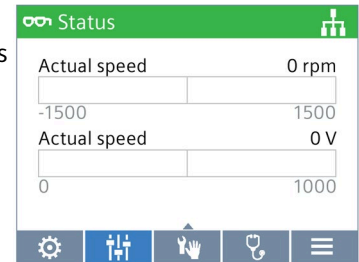 Status
s
Actual speed 0 rpm
-1500 1500
Actual speed 0 V
0 1000